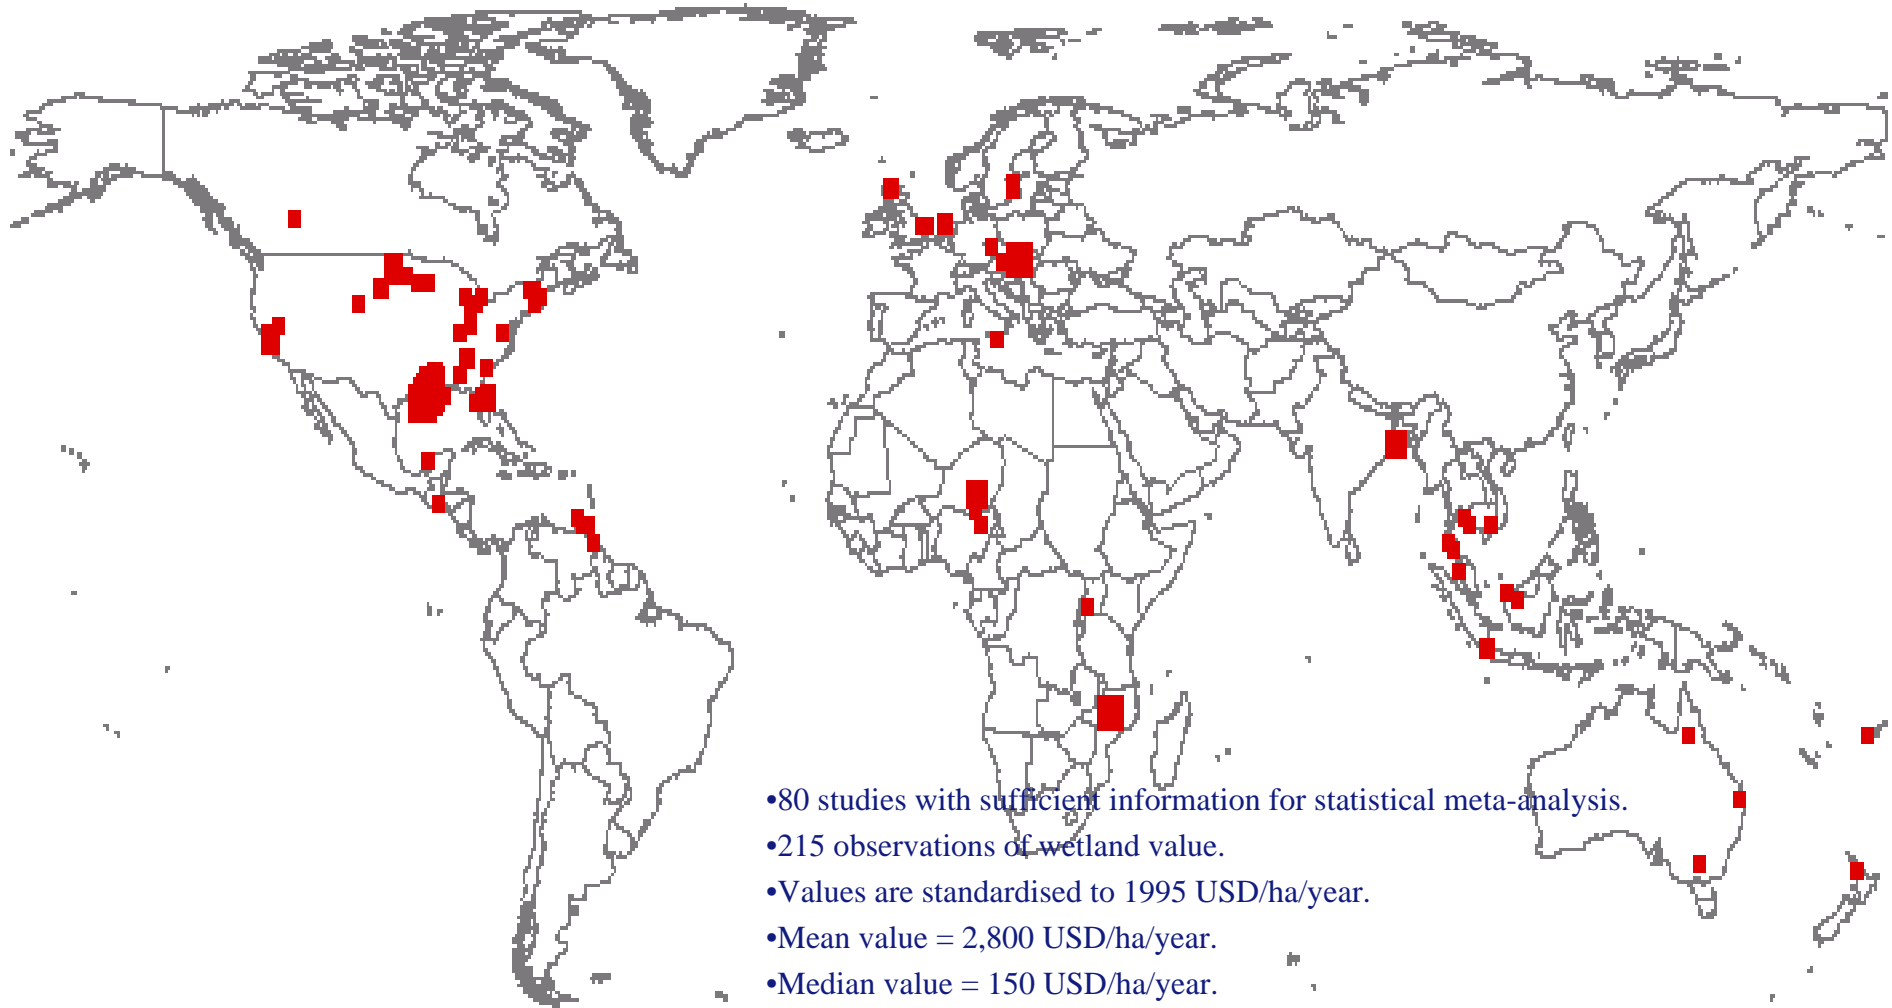 •80 studies with sufficient information for statistical meta-analysis.
•215 observations of wetland value.
•Values are standardised to 1995 USD/ha/year.
•Mean value = 2,800 USD/ha/year.
•Median value = 150 USD/ha/year.